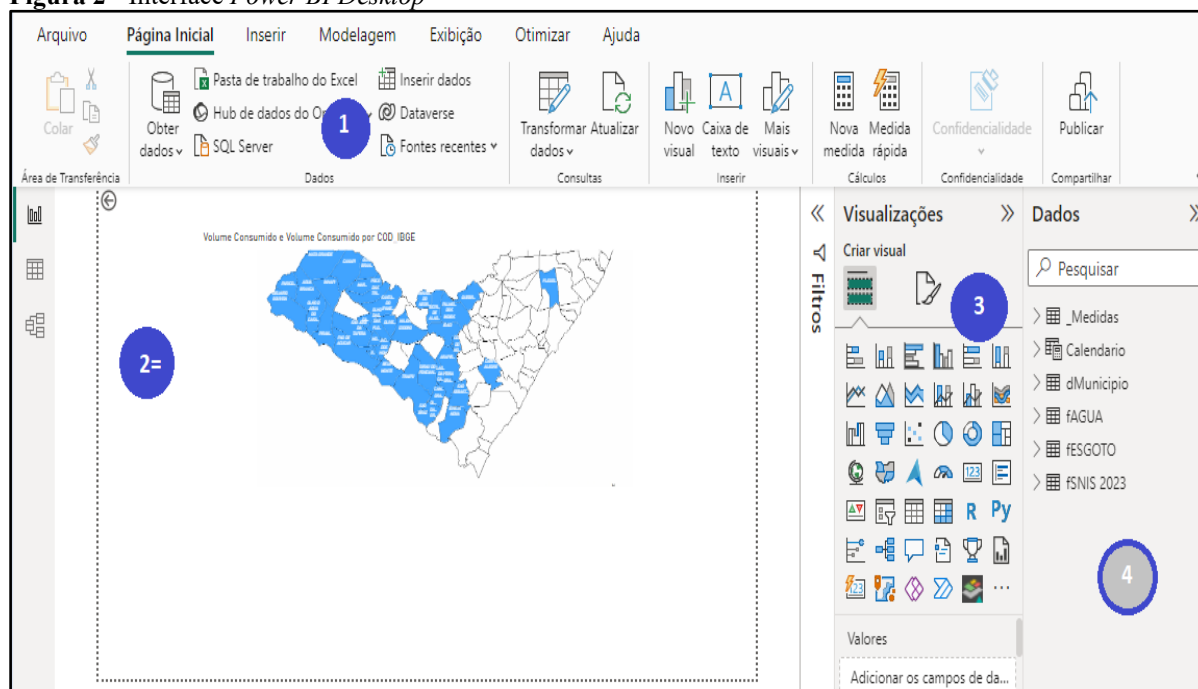 Figura 2 - Interface Power BI Desktop
Arquivo Página Inicial Inserir Modelagem Exibição Otimizar Ajuda
Colar
Obter dados
Pasta de trabalho do Excel
Hub de dados do
SQL Server
1
Inserir dados
Dataverse
Fontes recentes
Transformar dados
Atualizar
Novo visual
Caixa de texto
Mais visuais
Nova medida
Medida rápida
Confidencialidade
Publicar
Área de Transferência Dados Consultas Inserir Cálculos Confidencialidade Compartilhar
Volume Consumido e Volume Consumido por COD_IBGE
2=
Filtros
Visualizações
Criar visual
3
R Py
123
123
Valores
Adicionar os campos de da...
Dados
Pesquisar
_Medidas
Calendario
dMunicipio
fAGUA
fESGOTO
fSNIS 2023
4